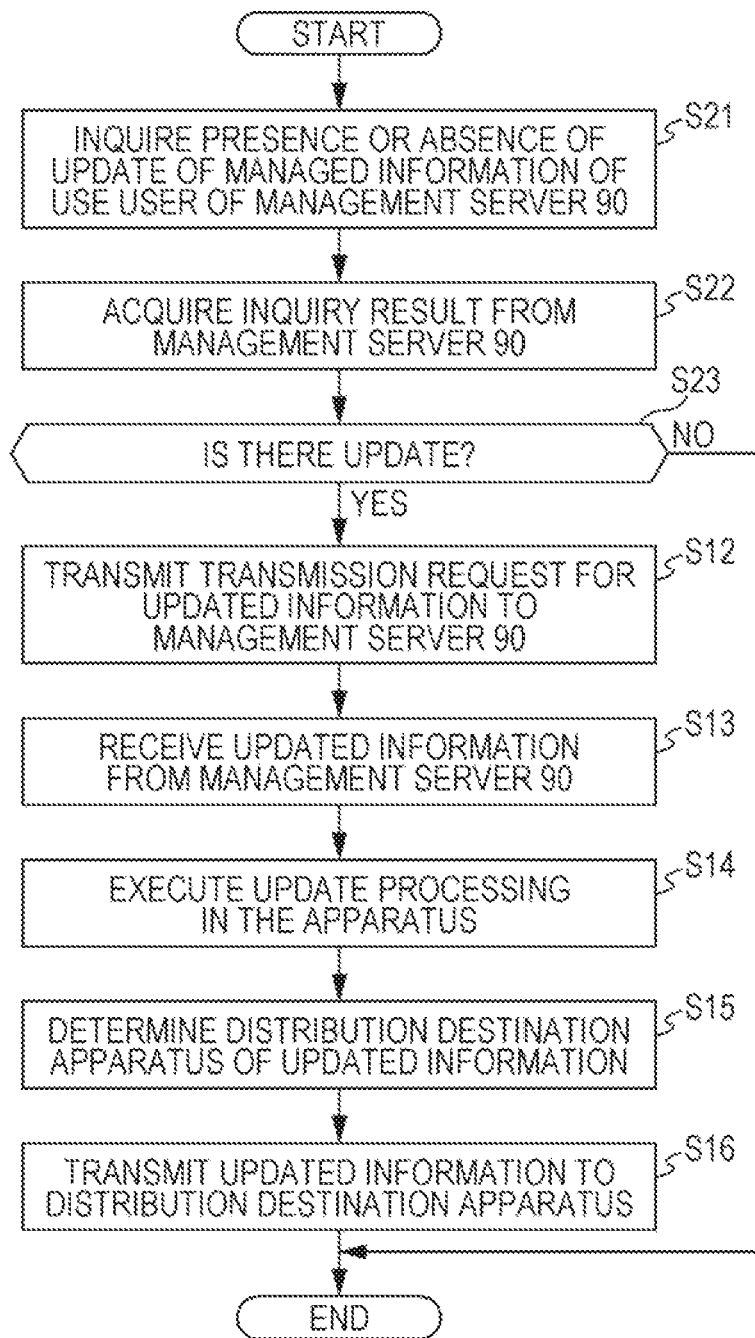 START
S21
INQUIRE PRESENCE OR ABSENCE OF
UPDATE OF MANAGED INFORMATION OF
USE USER OF MANAGEMENT SERVER 90
S22
ACQUIRE INQUIRY RESULT FROM
MANAGEMENT SERVER 90
S23
IS THERE UPDATE?
NO
YES
S12
TRANSMIT TRANSMISSION REQUEST FOR
UPDATED INFORMATION TO
MANAGEMENT SERVER 90
S13
RECEIVE UPDATED INFORMATION
FROM MANAGEMENT SERVER 90
S14
EXECUTE UPDATE PROCESSING
IN THE APPARATUS
S15
DETERMINE DISTRIBUTION DESTINATION
APPARATUS OF UPDATED INFORMATION
S16
TRANSMIT UPDATED INFORMATION TO
DISTRIBUTION DESTINATION APPARATUS
END